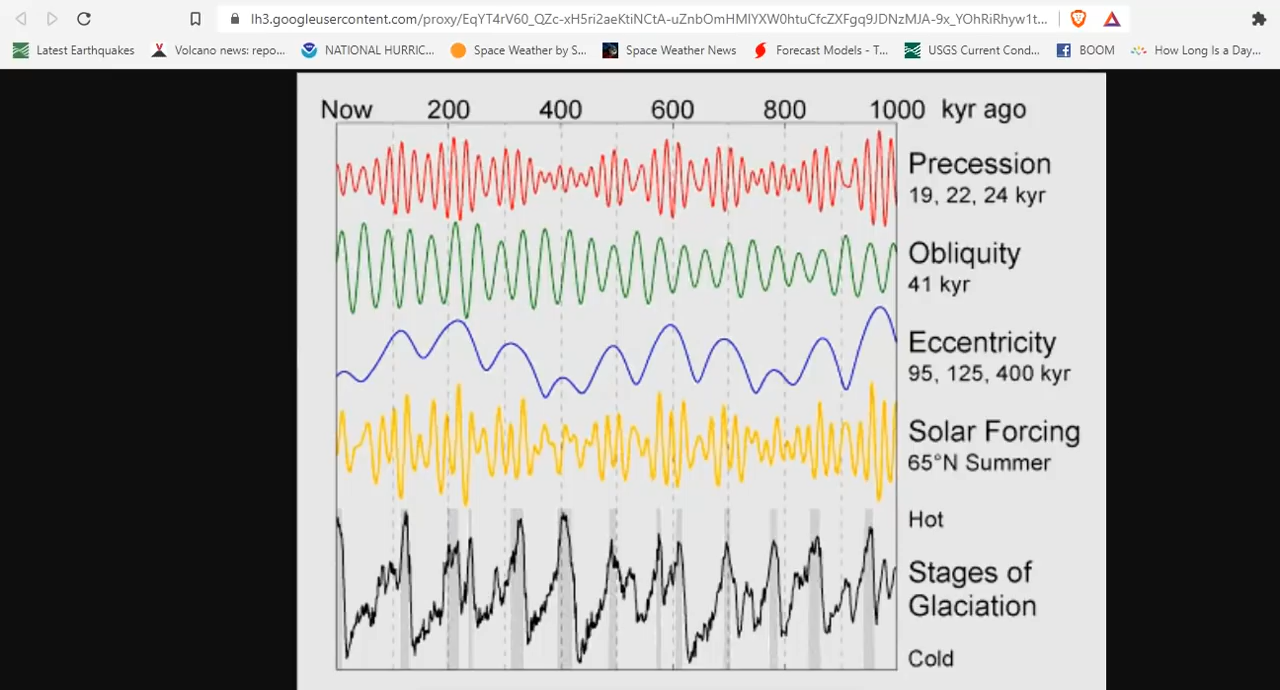 lh3.googleusercontent.com/proxy/EqYT4rV60_QZc-xH5ri2aeKtiNCtA-uZnbOmHMlYXW0htuCfcZXFgq9JDNzMJA-9x_YOhRiRhyw1t...
Latest Earthquakes Volcano news: repo... NATIONAL HURRIC... Space Weather by S... Space Weather News Forecast Models - T... USGS Current Cond... BOOM How Long Is a Day...
Now 200 400 600 800 1000 kyr ago
Precession
19, 22, 24 kyr
Obliquity
41 kyr
Eccentricity
95, 125, 400 kyr
Solar Forcing
65°N Summer
Hot
Stages of
Glaciation
Cold